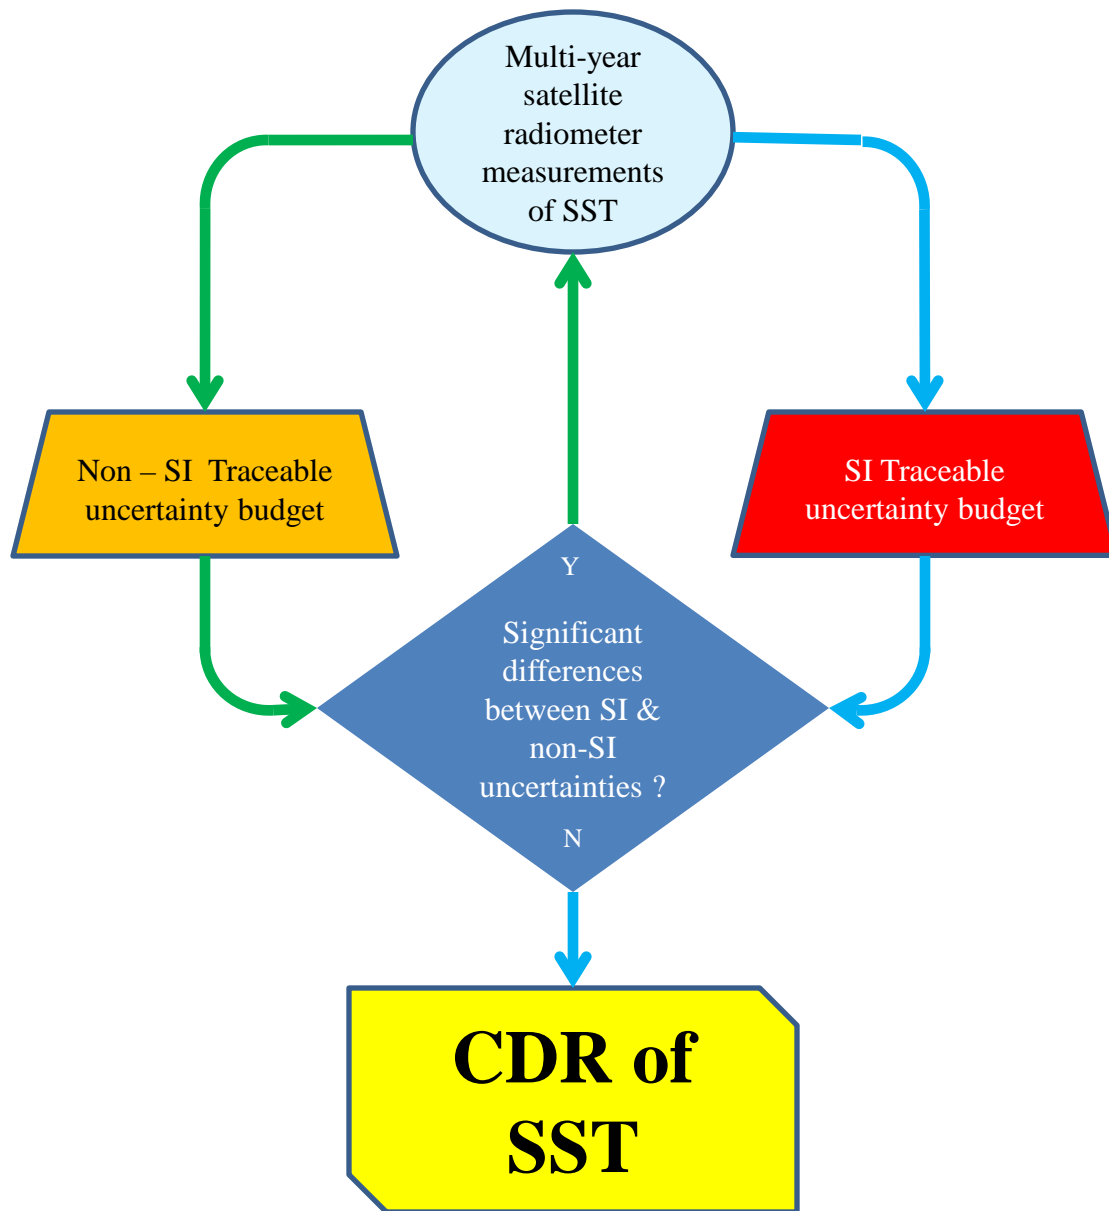 Multi-year
satellite
radiometer
measurements
of SST
Non – SI  Traceable
uncertainty budget
SI Traceable
uncertainty budget
Y
Significant
differences
between SI &
non-SI
uncertainties ?
N
CDR of
SST